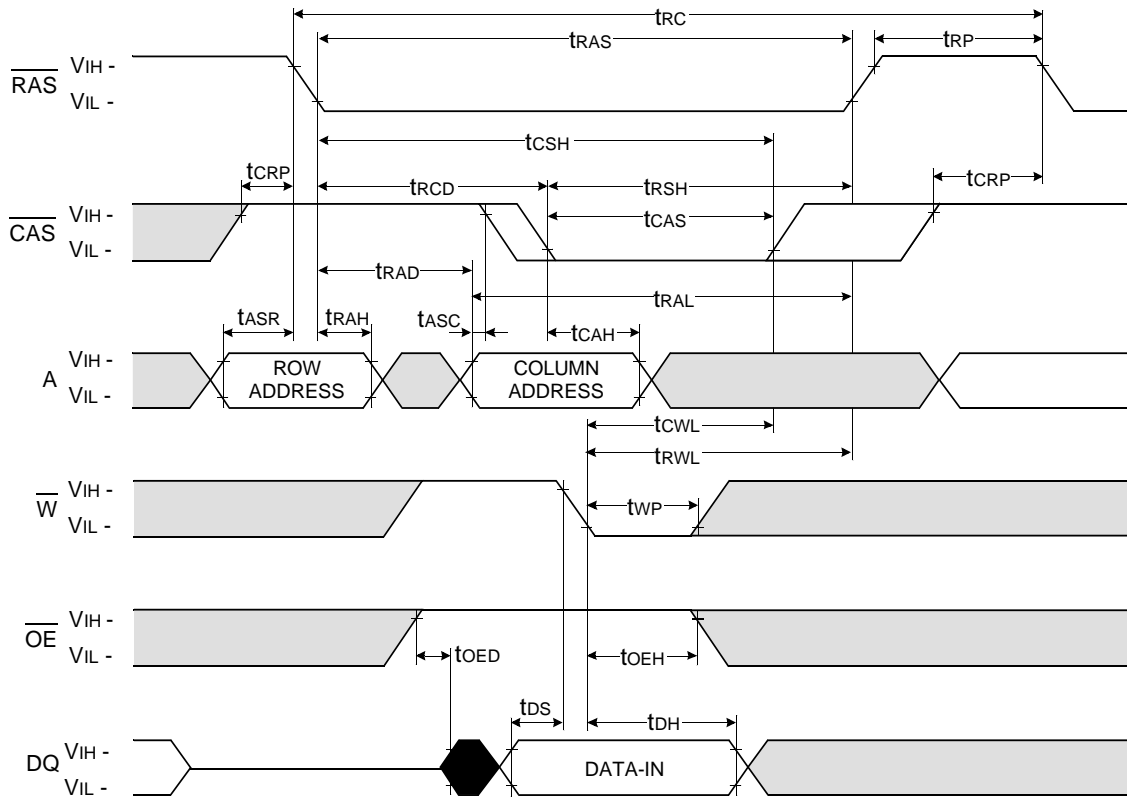 tRC
tRAS
tRP
RAS
VIH -
VIL -
tCSH
tCRP
tRCD
tRSH
tCRP
CAS
VIH -
VIL -
tCAS
tRAD
tRAL
tASR
tRAH
tASC
tCAH
A
VIH -
VIL -
ROW
ADDRESS
COLUMN
ADDRESS
tCWL
tRWL
W
VIH -
VIL -
tWP
OE
VIH -
VIL -
tOED
tOEH
tDS
tDH
DQ
VIH -
VIL -
DATA-IN